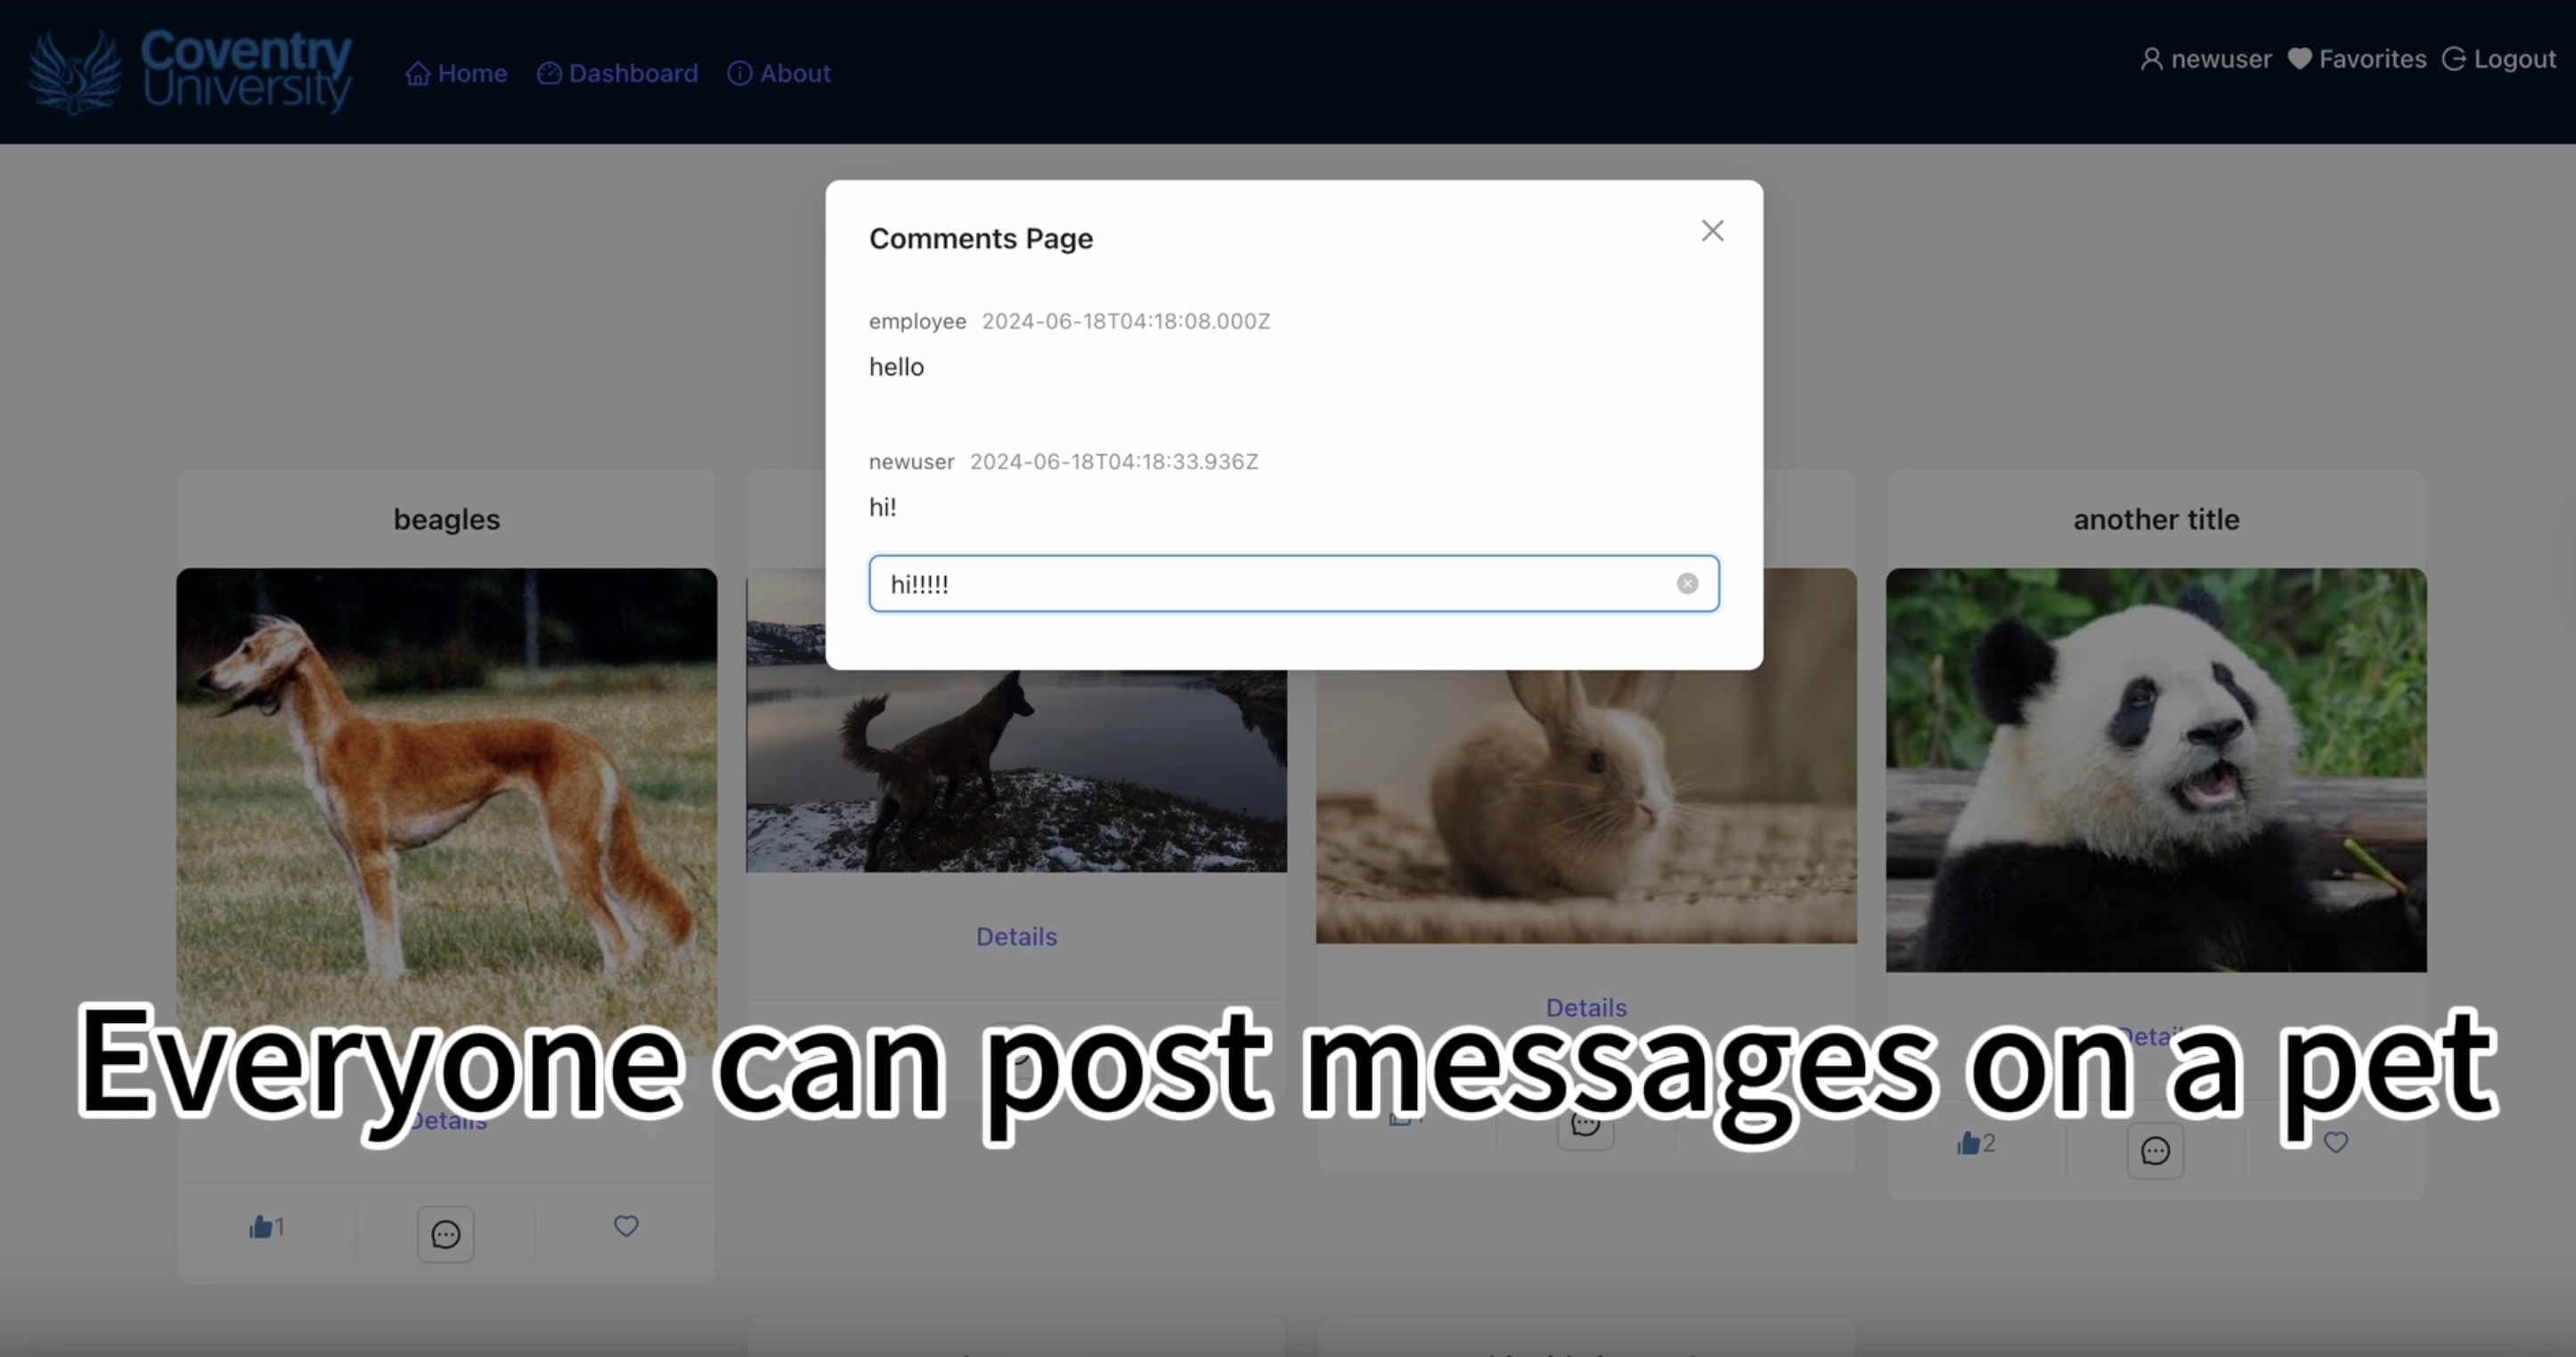 Coventry
University
Home Dashboard About
newuser Favorites Logout
Comments Page
employee 2024-06-18T04:18:08.000Z
hello
newuser 2024-06-18T04:18:33.936Z
hi!
hi!!!!!
beagles
another title
Details
Details
Details
Everyone can post messages on a pet
Details
2
1